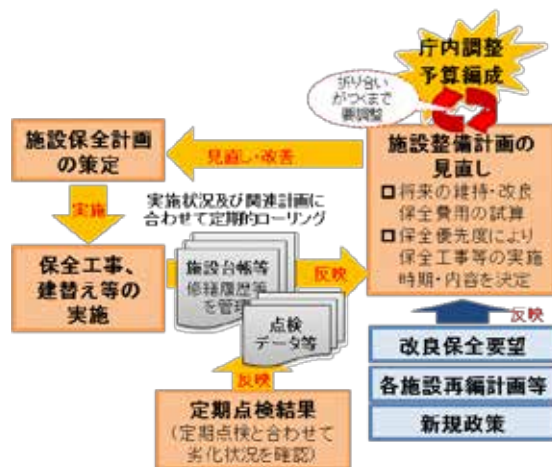 庁内調整
予算編成
折り合い
がつくまで
要調整
施設保全計画
の策定
見直し・改善
施設整備計画の
見直し
将来の維持・改良
保全費用の試算
保全優先度により
保全工事等の実施
時期・内容を決定
実施
実施状況及び関連計画に
合わせて定期的ローリング
保全工事、
建替え等の
実施
施設台帳等
修繕履歴等
を管理
反映
点検
データ等
反映
定期点検結果
(定期点検と合わせて
劣化状況を確認)
反映
改良保全要望
各施設再編計画等
新規政策